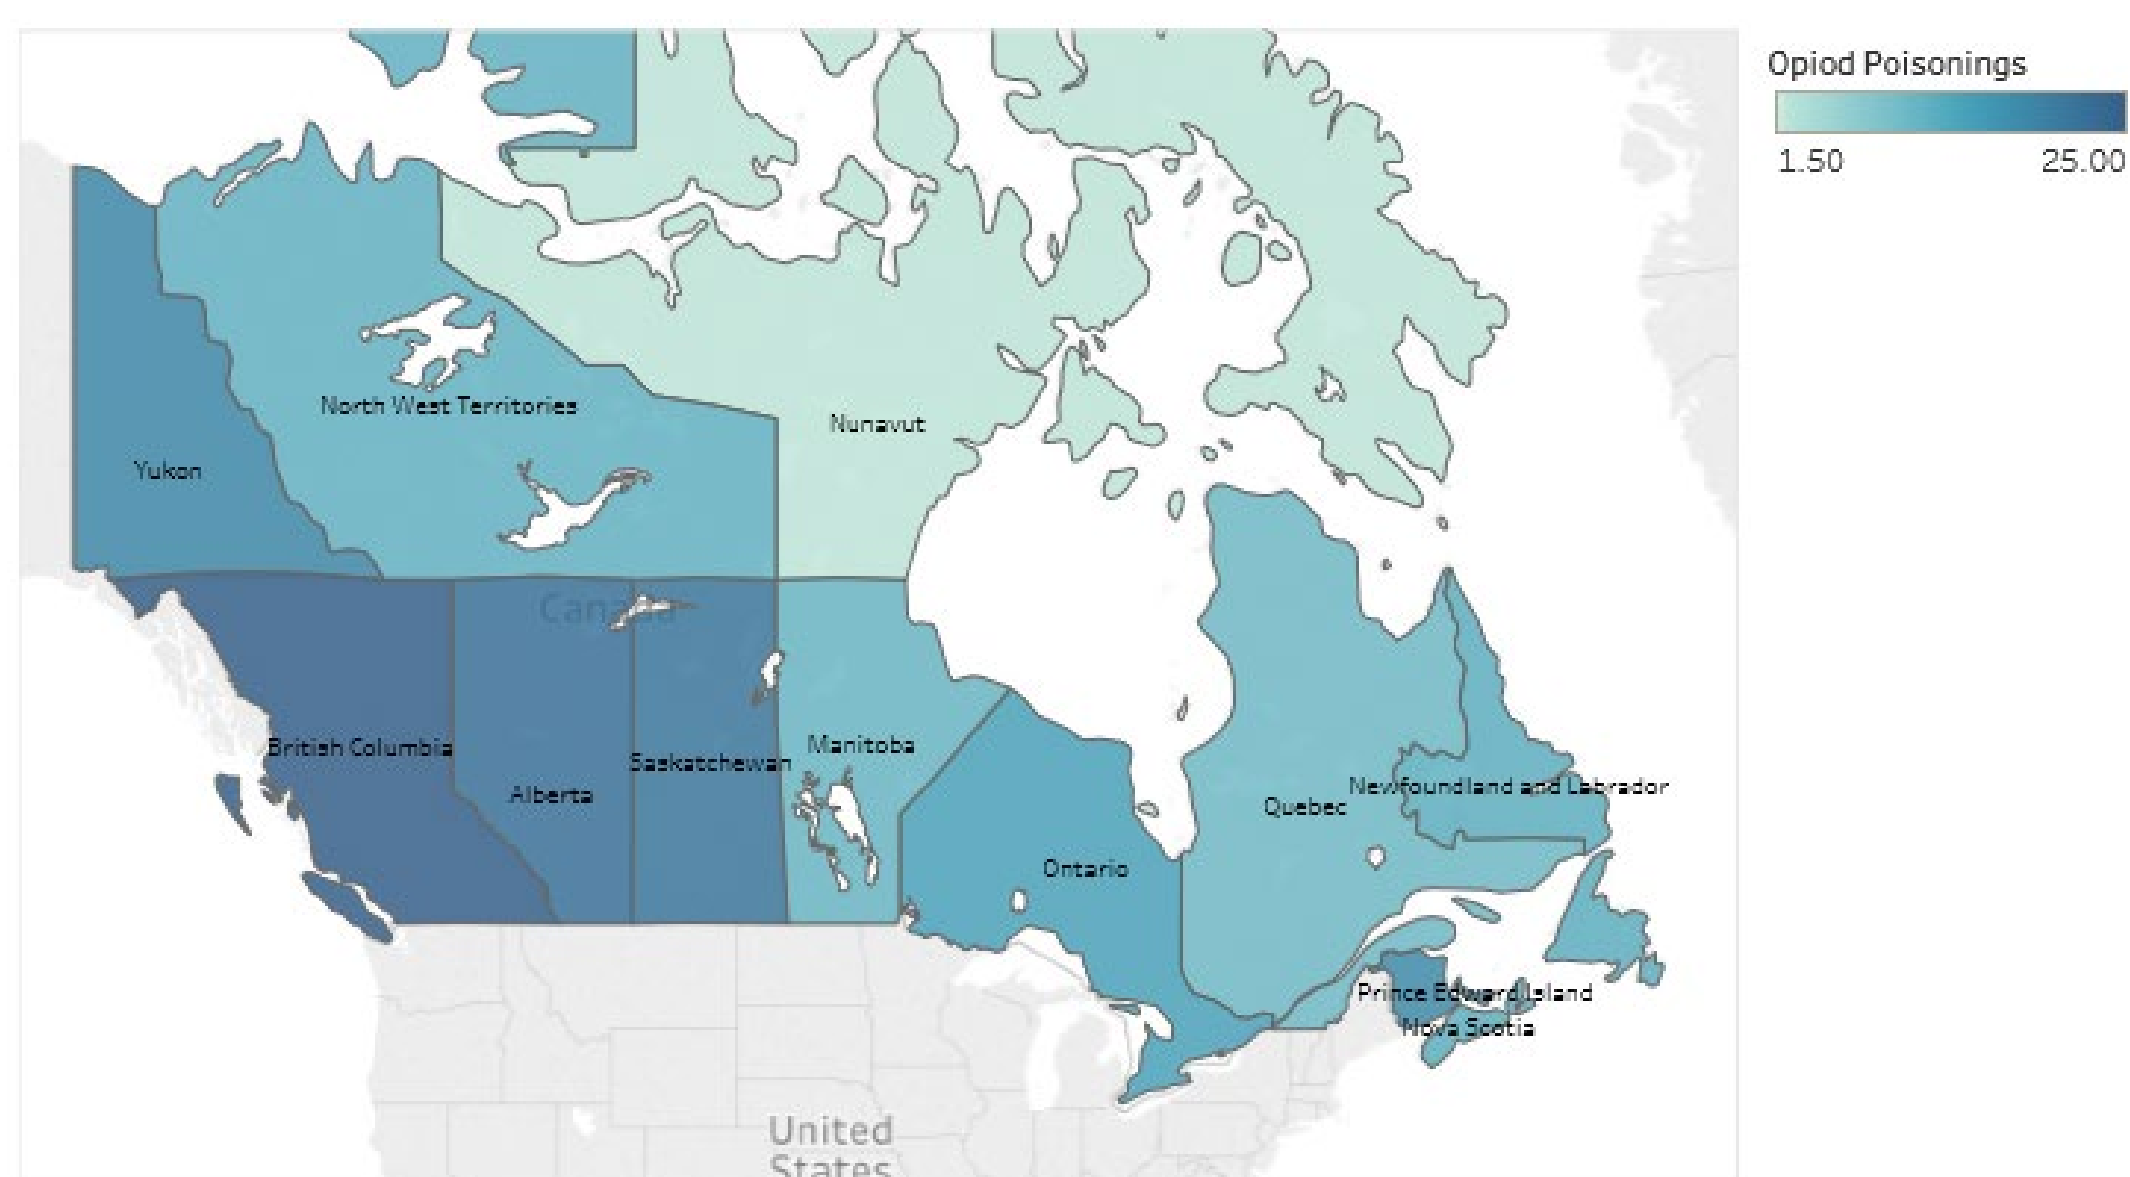 Opiod Poisonings
1.50 25.00
North West Territories
Nunavut
Yukon
Canada
British Columbia
Manitoba
Saskatchewan
Alberta
Newfoundland and Labrador
Quebec
Ontario
Prince Edward Island
Nova Scotia
United
States